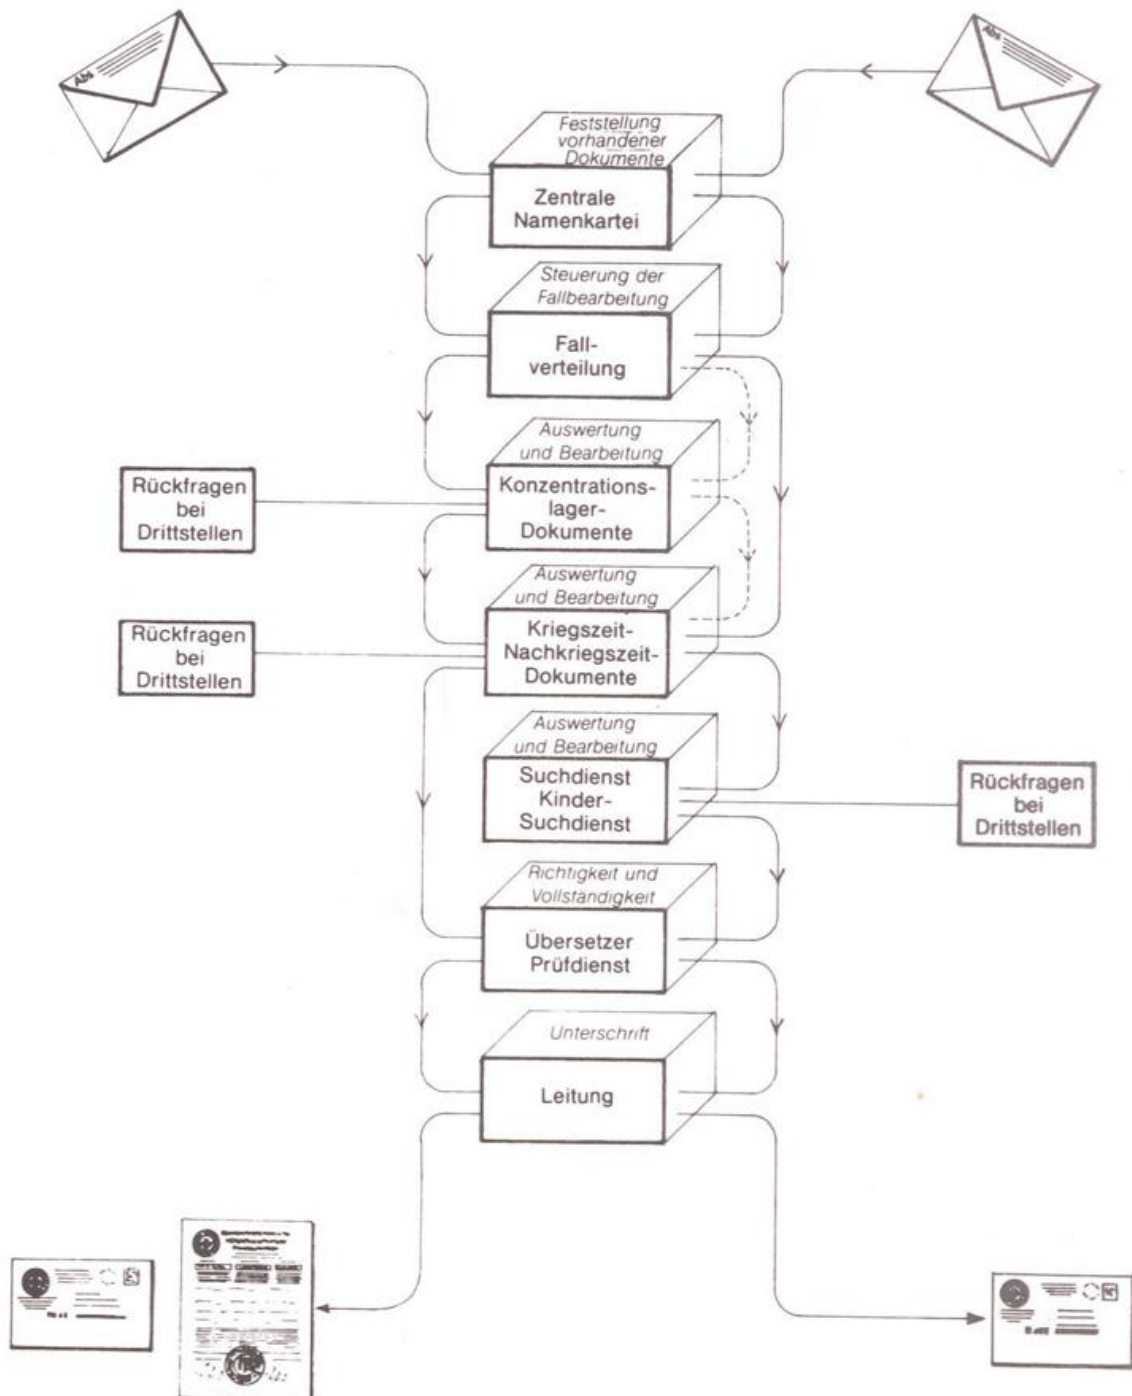 Abs
Abs
Feststellung
vorhandener
Dokumente
Zentrale
Namenkartei
Steuerung der
Fallbearbeitung
Fall-
verteilung
Auswertung
und Bearbeitung
Konzentrations-
lager-
Dokumente
Rückfragen
bei
Drittstellen
Auswertung
und Bearbeitung
Kriegszeit-
Nachkriegszeit-
Dokumente
Rückfragen
bei
Drittstellen
Auswertung
und Bearbeitung
Suchdienst
Kinder-
Suchdienst
Rückfragen
bei
Drittstellen
Richtigkeit und
Vollständigkeit
Übersetzer
Prüfdienst
Unterschrift
Leitung